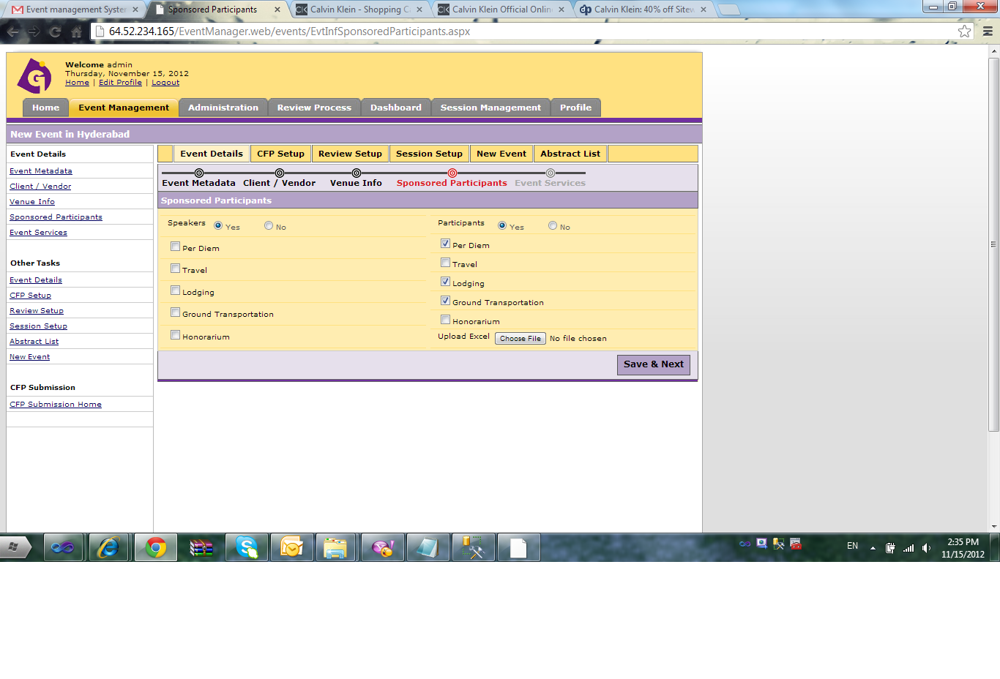 Event management Syster
Sponsored Participants
Calvin Klein - Shopping C
Calvin Klein Official Onlin
Calvin Klein: 40% off Sitew
64.52.234.165/EventManager.web/events/EvtInfSponsoredParticipants.aspx
Welcome admin
Thursday, November 15, 2012
Home | Edit Profile | Logout
Home Event Management Administration Review Process Dashboard Session Management Profile
New Event in Hyderabad
Event Details
Event Metadata
Client / Vendor
Venue Info
Sponsored Participants
Event Services
Other Tasks
Event Details
CFP Setup
Review Setup
Session Setup
Abstract List
New Event
CFP Submission
CFP Submission Home
Event Details CFP Setup Review Setup Session Setup New Event Abstract List
Event Metadata Client / Vendor Venue Info Sponsored Participants Event Services
Sponsored Participants
Speakers Yes No
Per Diem
Travel
Lodging
Ground Transportation
Honorarium
Participants Yes No
Per Diem
Travel
Lodging
Ground Transportation
Honorarium
Upload Excel Choose File No file chosen
Save & Next
EN
2:35 PM
11/15/2012